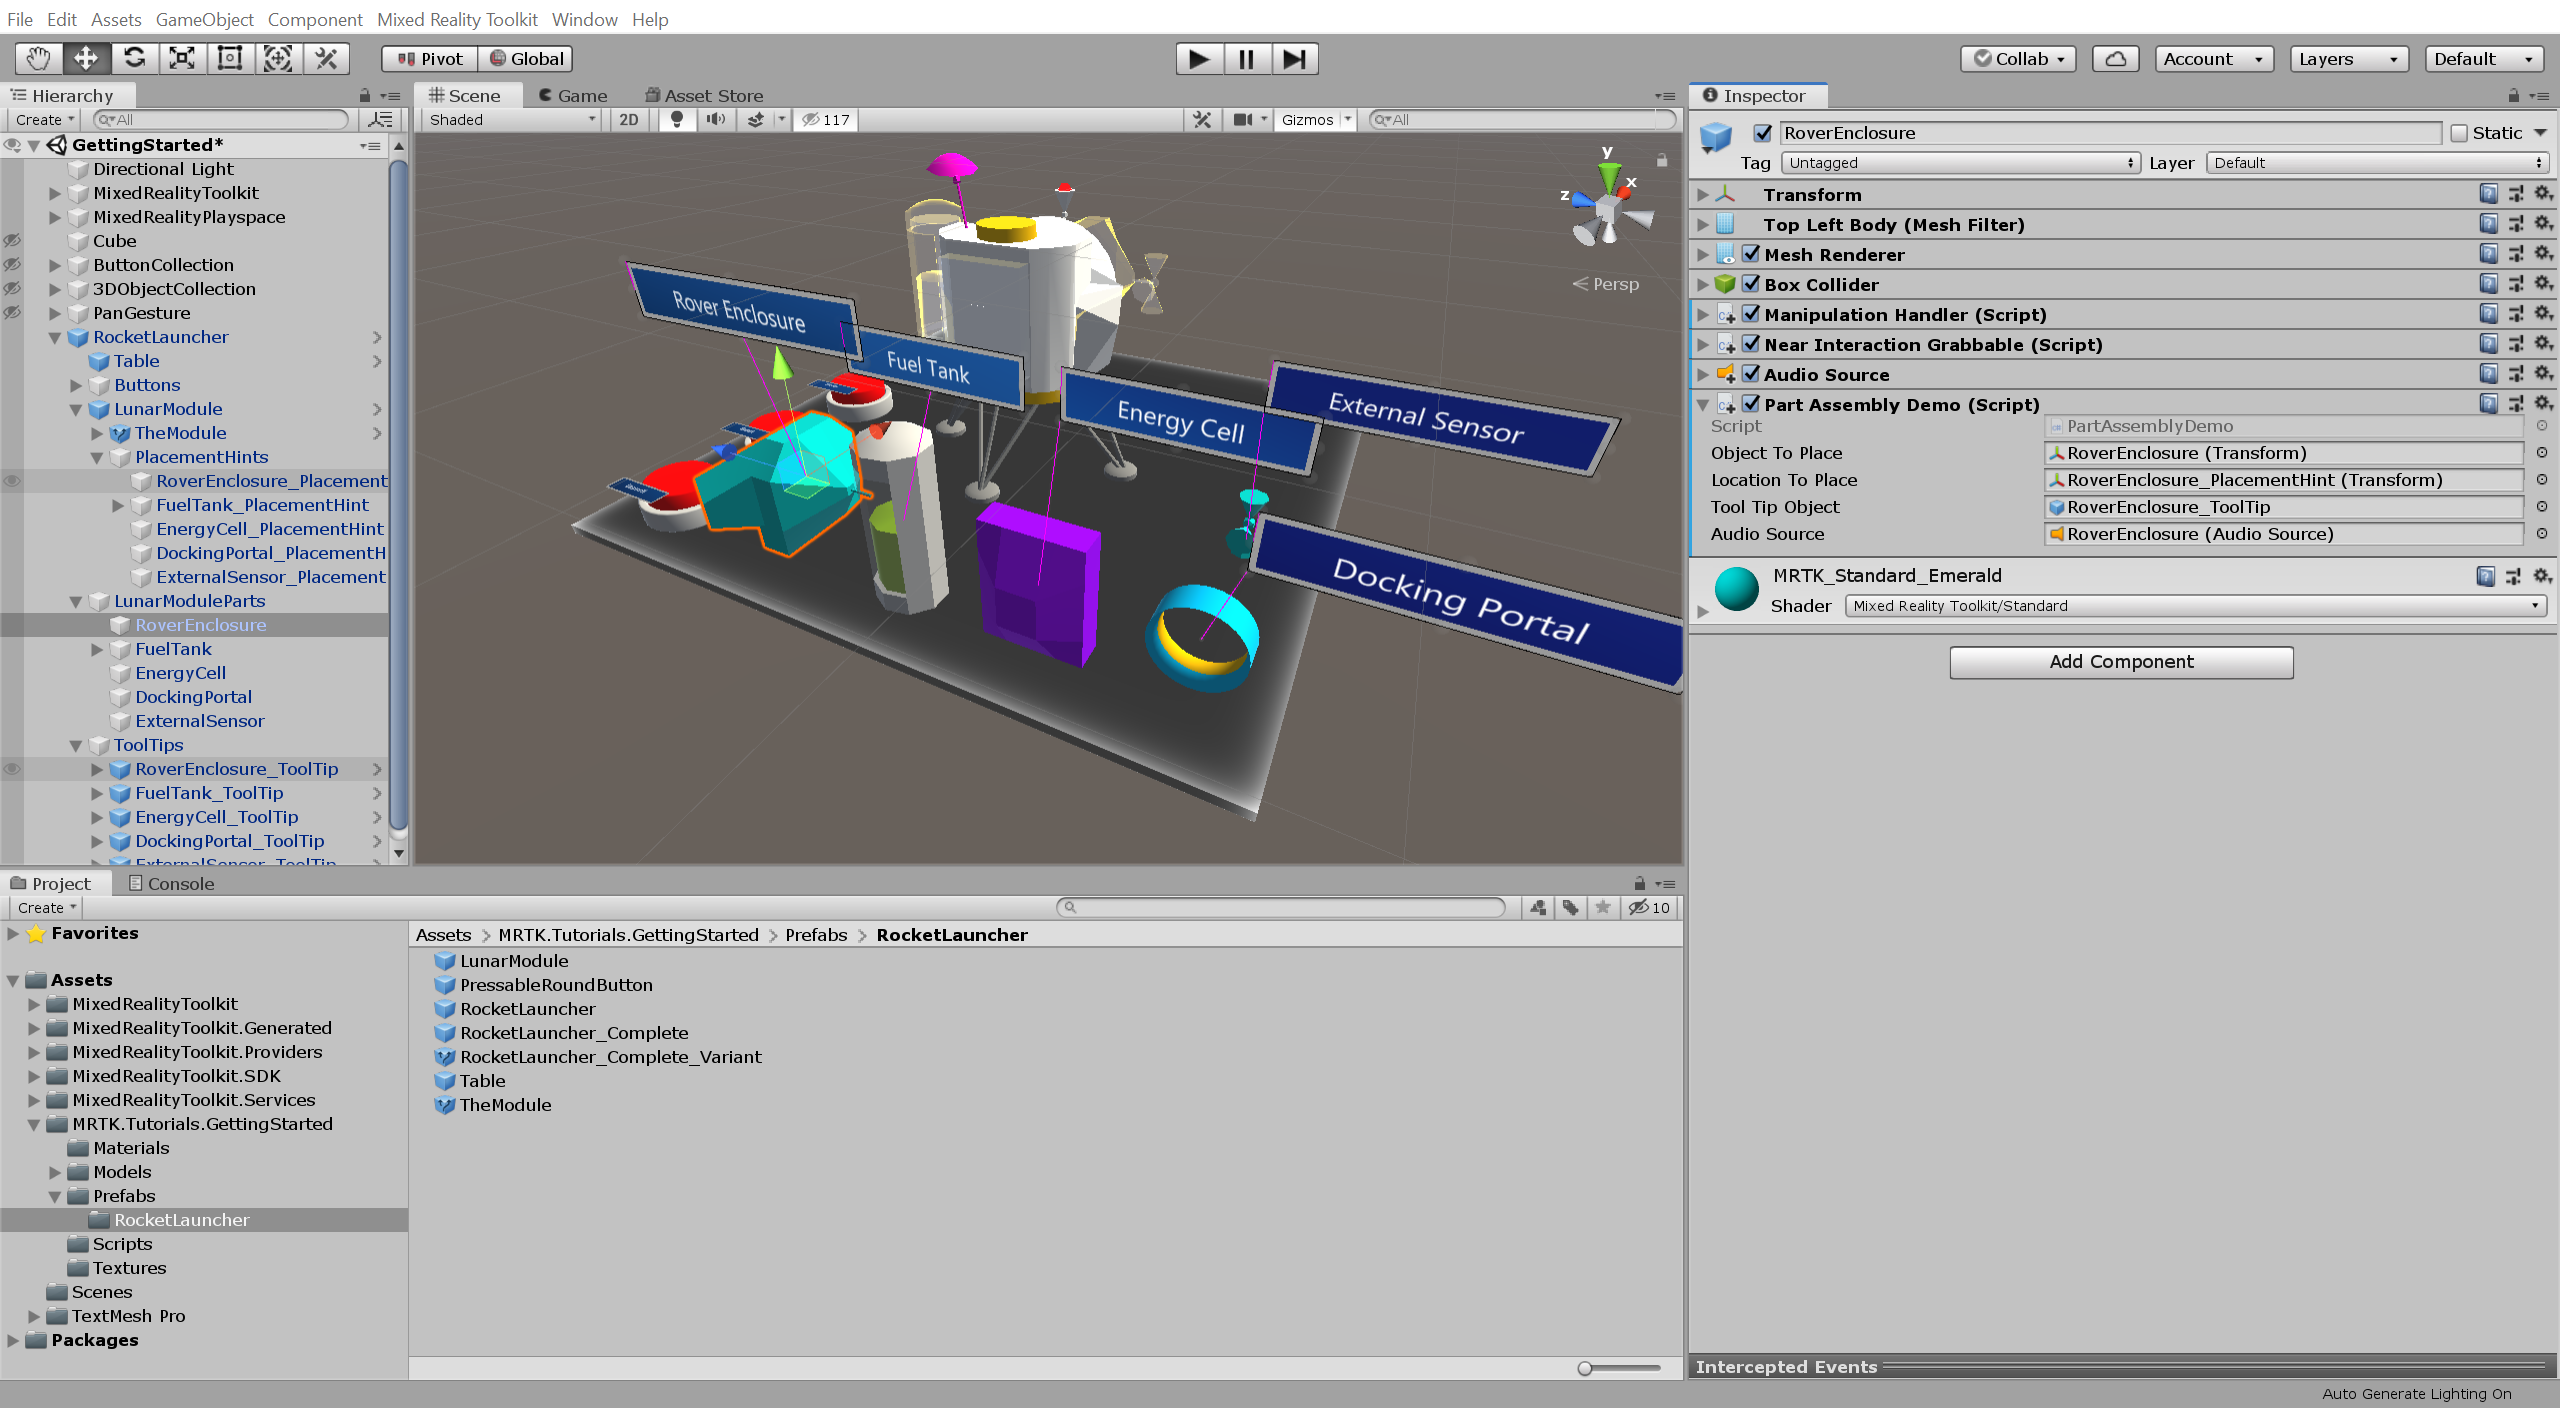 File Edit Assets GameObject Component Mixed Reality Toolkit Window Help
Pivot Global
Collab Account Layers Default
Hierarchy
Create All
GettingStarted*
Directional Light
MixedRealityToolkit
MixedRealityPlayspace
Cube
ButtonCollection
3DObjectCollection
PanGesture
RocketLauncher
Table
Buttons
LunarModule
TheModule
PlacementHints
RoverEnclosure_Placement
FuelTank_PlacementHint
EnergyCell_PlacementHint
DockingPortal_PlacementH
ExternalSensor_Placement
LunarModuleParts
RoverEnclosure
FuelTank
EnergyCell
DockingPortal
ExternalSensor
ToolTips
RoverEnclosure_ToolTip
FuelTank_ToolTip
EnergyCell_ToolTip
DockingPortal_ToolTip
ExternalSensor_ToolTip
Scene Game Asset Store
Shaded 2D 117 Gizmos All
y
x
z
Persp
Rover Enclosure
Fuel Tank
Energy Cell
External Sensor
Docking Portal
Inspector
RoverEnclosure Static
Tag Untagged Layer Default
Transform
Top Left Body (Mesh Filter)
Mesh Renderer
Box Collider
Manipulation Handler (Script)
Near Interaction Grabbable (Script)
Audio Source
Part Assembly Demo (Script)
Script PartAssemblyDemo
Object To Place RoverEnclosure (Transform)
Location To Place RoverEnclosure_PlacementHint (Transform)
Tool Tip Object RoverEnclosure_ToolTip
Audio Source RoverEnclosure (Audio Source)
MRTK_Standard_Emerald
Shader Mixed Reality Toolkit/Standard
Add Component
Intercepted Events
Project Console
Create 10
Favorites
Assets
MixedRealityToolkit
MixedRealityToolkit.Generated
MixedRealityToolkit.Providers
MixedRealityToolkit.SDK
MixedRealityToolkit.Services
MRTK.Tutorials.GettingStarted
Materials
Models
Prefabs
RocketLauncher
Scripts
Textures
Scenes
TextMesh Pro
Packages
Assets > MRTK.Tutorials.GettingStarted > Prefabs > RocketLauncher
LunarModule
PressableRoundButton
RocketLauncher
RocketLauncher_Complete
RocketLauncher_Complete_Variant
Table
TheModule
Auto Generate Lighting On